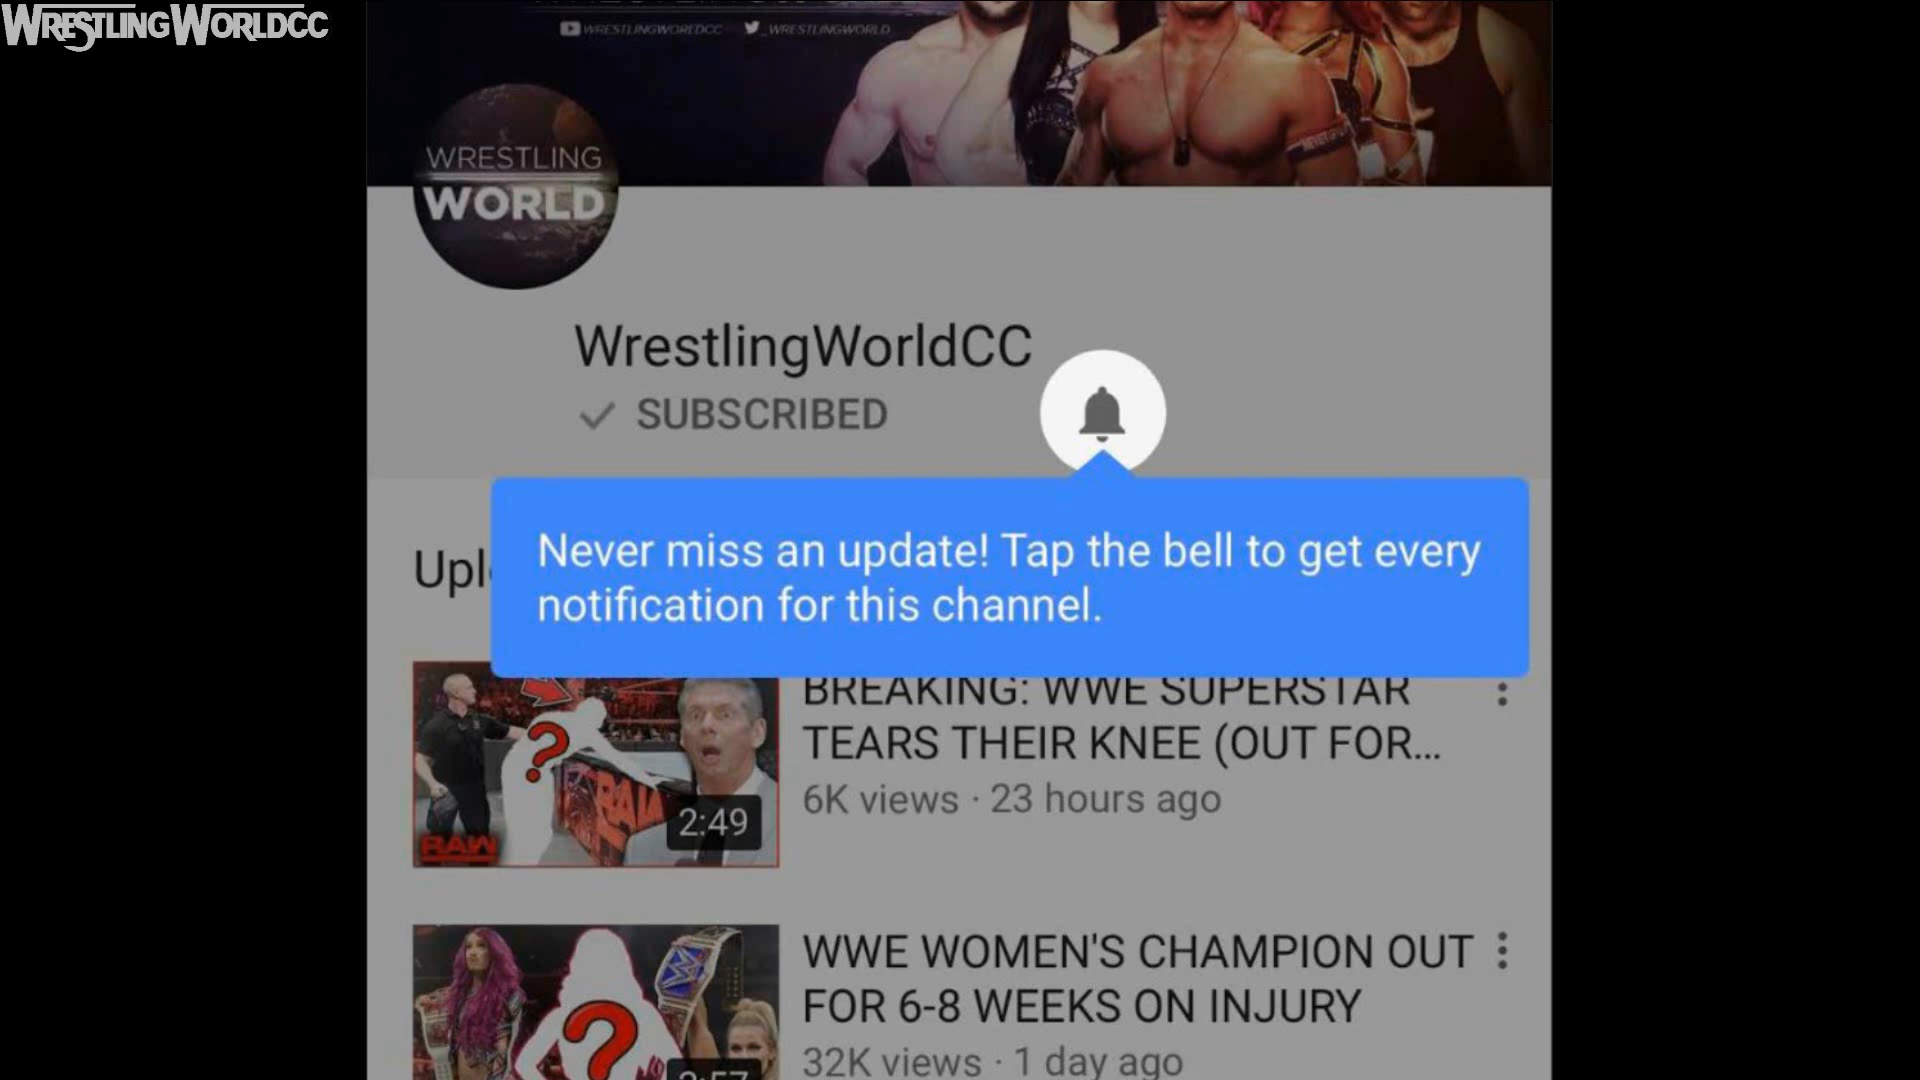 WRESTLINGWORLDCC
WRESTLINGWORLDCC _WRESTLINGWORLD
WRESTLING
WORLD
WrestlingWorldCC
SUBSCRIBED
Never miss an update! Tap the bell to get every
notification for this channel.
BREAKING: WWE SUPERSTAR
TEARS THEIR KNEE (OUT FOR...
6K views · 23 hours ago
?
RAW
2:49
RAW
WWE WOMEN'S CHAMPION OUT
FOR 6-8 WEEKS ON INJURY
32K views · 1 day ago
?